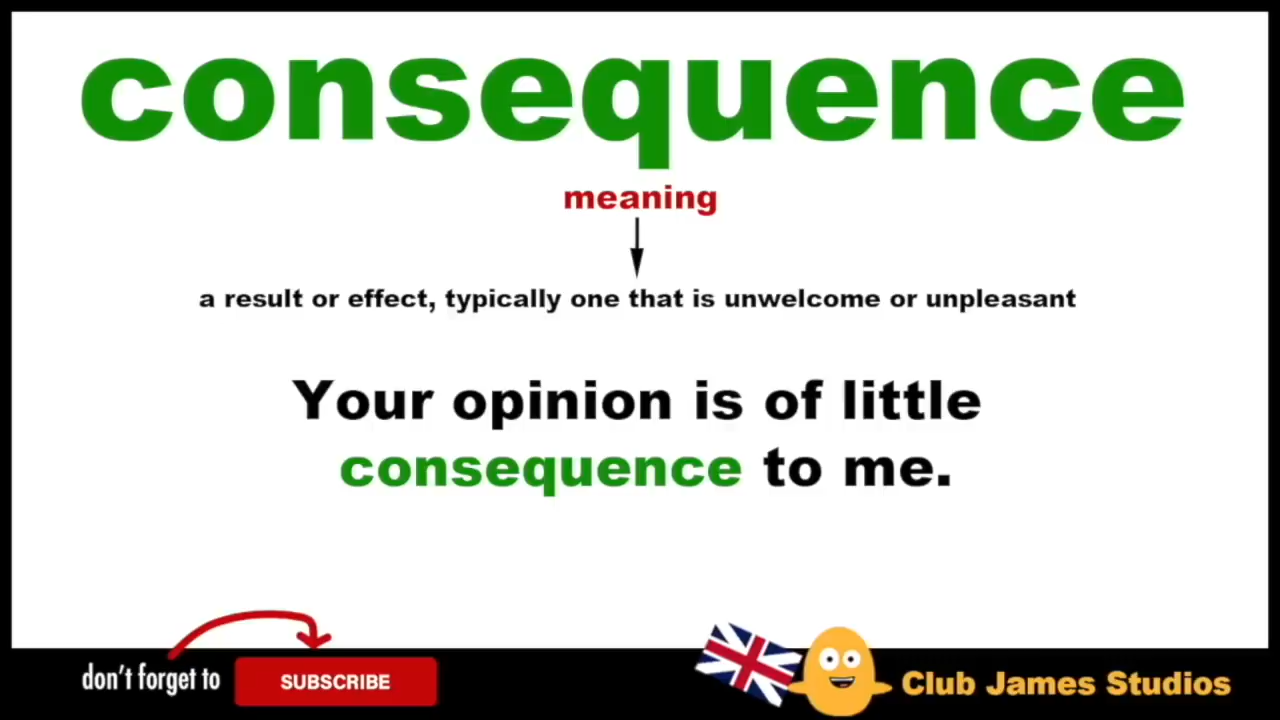 consequence
meaning
a result or effect, typically one that is unwelcome or unpleasant
Your opinion is of little
consequence to me.
don't forget to
SUBSCRIBE
Club James Studios